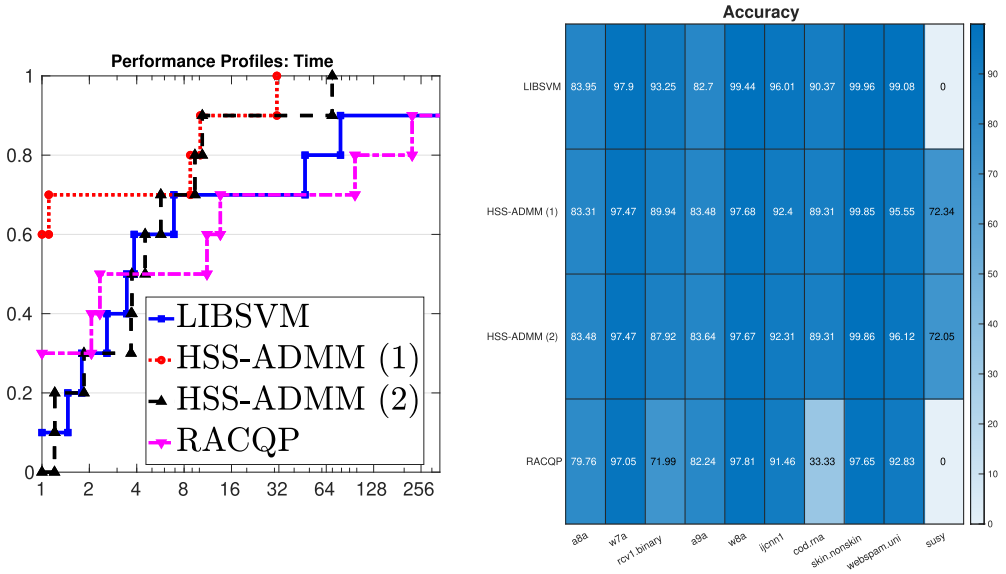 Performance Profiles: Time
1
0.8
0.6
0.4
0.2
0
1 2 4 8 16 32 64 128 256
LIBSVM
HSS-ADMM (1)
HSS-ADMM (2)
RACQP
Accuracy
LIBSVM 83.95 97.9 93.25 82.7 99.44 96.01 90.37 99.96 99.08 0
HSS-ADMM (1) 83.31 97.47 89.94 83.48 97.68 92.4 89.31 99.85 95.55 72.34
HSS-ADMM (2) 83.48 97.47 87.92 83.64 97.67 92.31 89.31 99.86 96.12 72.05
RACQP 79.76 97.05 71.99 82.24 97.81 91.46 33.33 97.65 92.83 0
a8a w7a rcv1.binary a9a w8a ijcnn1 cod.rna skin.nonskin webspam.uni susy
90
80
70
60
50
40
30
20
10
0